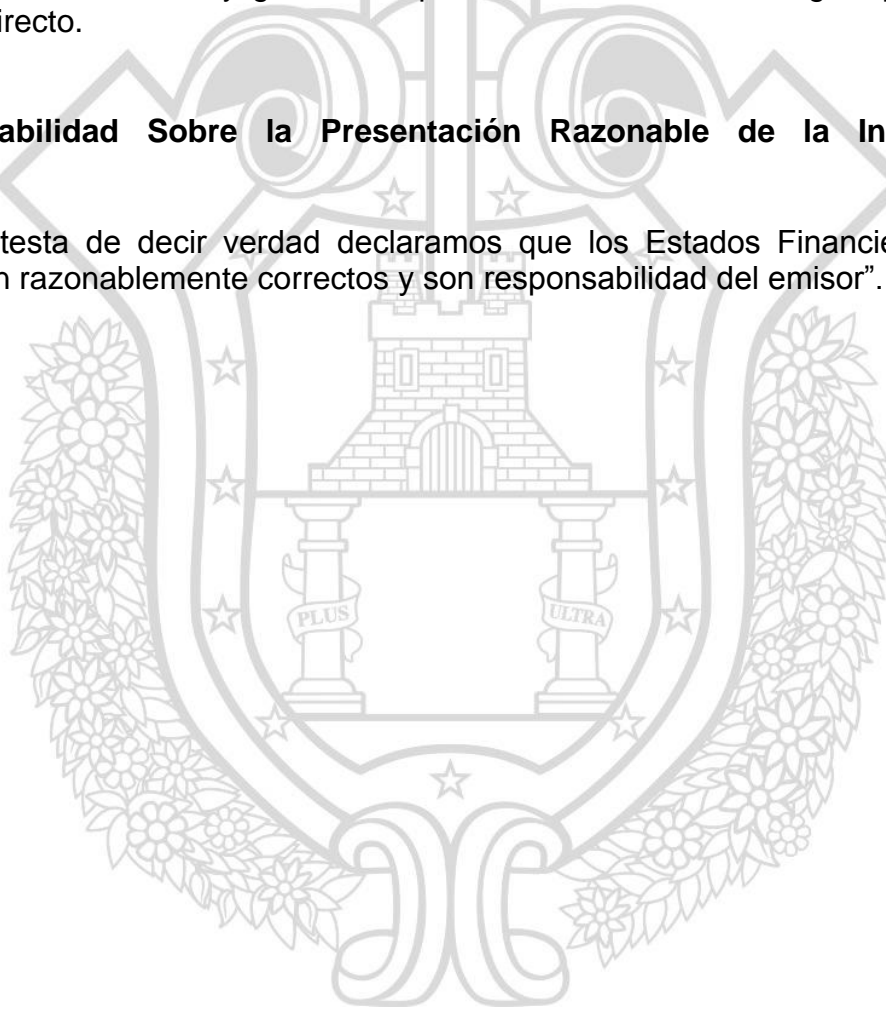 irecto.
abilidad Sobre la Presentación Razonable de la In
testa de decir verdad declaramos que los Estados Financie
n razonablemente correctos y son responsabilidad del emisor”.
PLUS
ULTRA